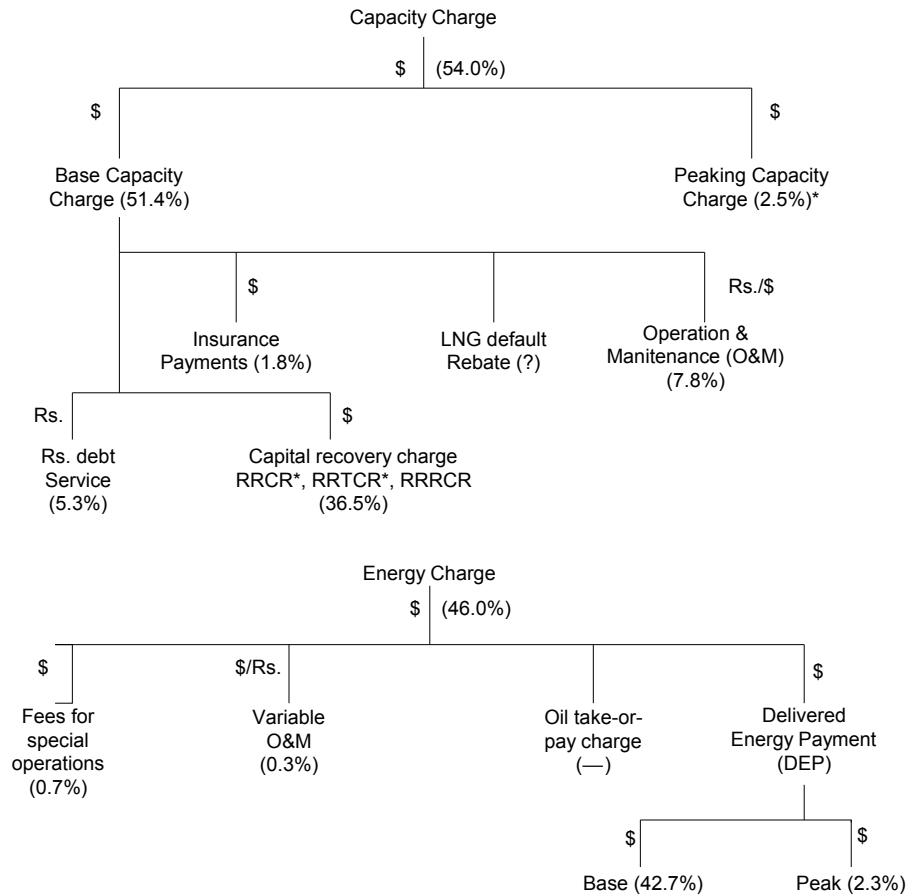 Capacity Charge
$ (54.0%)
$ $
Base Capacity
Charge (51.4%)
Peaking Capacity
Charge (2.5%)*
$
Insurance
Payments (1.8%)
LNG default
Rebate (?)
Rs./$
Operation &
Manitenance (O&M)
(7.8%)
Rs.
Rs. debt
Service
(5.3%)
$
Capital recovery charge
RRCR*, RRTCR*, RRRCR
(36.5%)
Energy Charge
$ (46.0%)
$
Fees for
special
operations
(0.7%)
$/Rs.
Variable
O&M
(0.3%)
Oil take-or-
pay charge
(—)
$
Delivered
Energy Payment
(DEP)
$ $
Base (42.7%) Peak (2.3%)